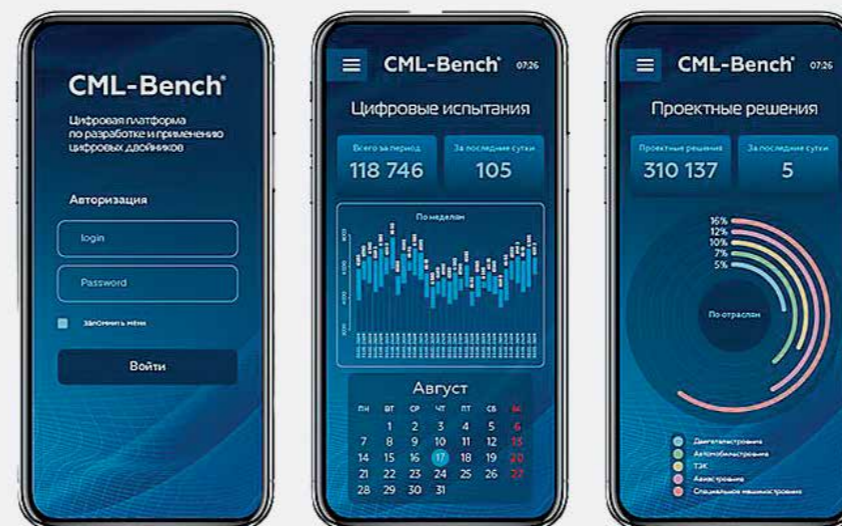 CML-Bench®
Цифровая платформа
по разработке и применению
цифровых двойников
Авторизация
login
Password
Запомнить меня
Войти
CML-Bench® 07:26
Цифровые испытания
Всего за период
118 746
За последние сутки
105
По неделям
Август
ПН ВТ СР ЧТ ПТ СБ ВС
1 2 3 4 5 6
7 8 9 10 11 12 13
14 15 16 17 18 19 20
21 22 23 24 25 26 27
28 29 30 31
CML-Bench® 07:26
Проектные решения
Проектные решения
310 137
За последние сутки
5
16%
12%
10%
7%
5%
По отраслям
Двигателестроение
Автомобилестроение
ТЭК
Авиастроение
Специальное машиностроение